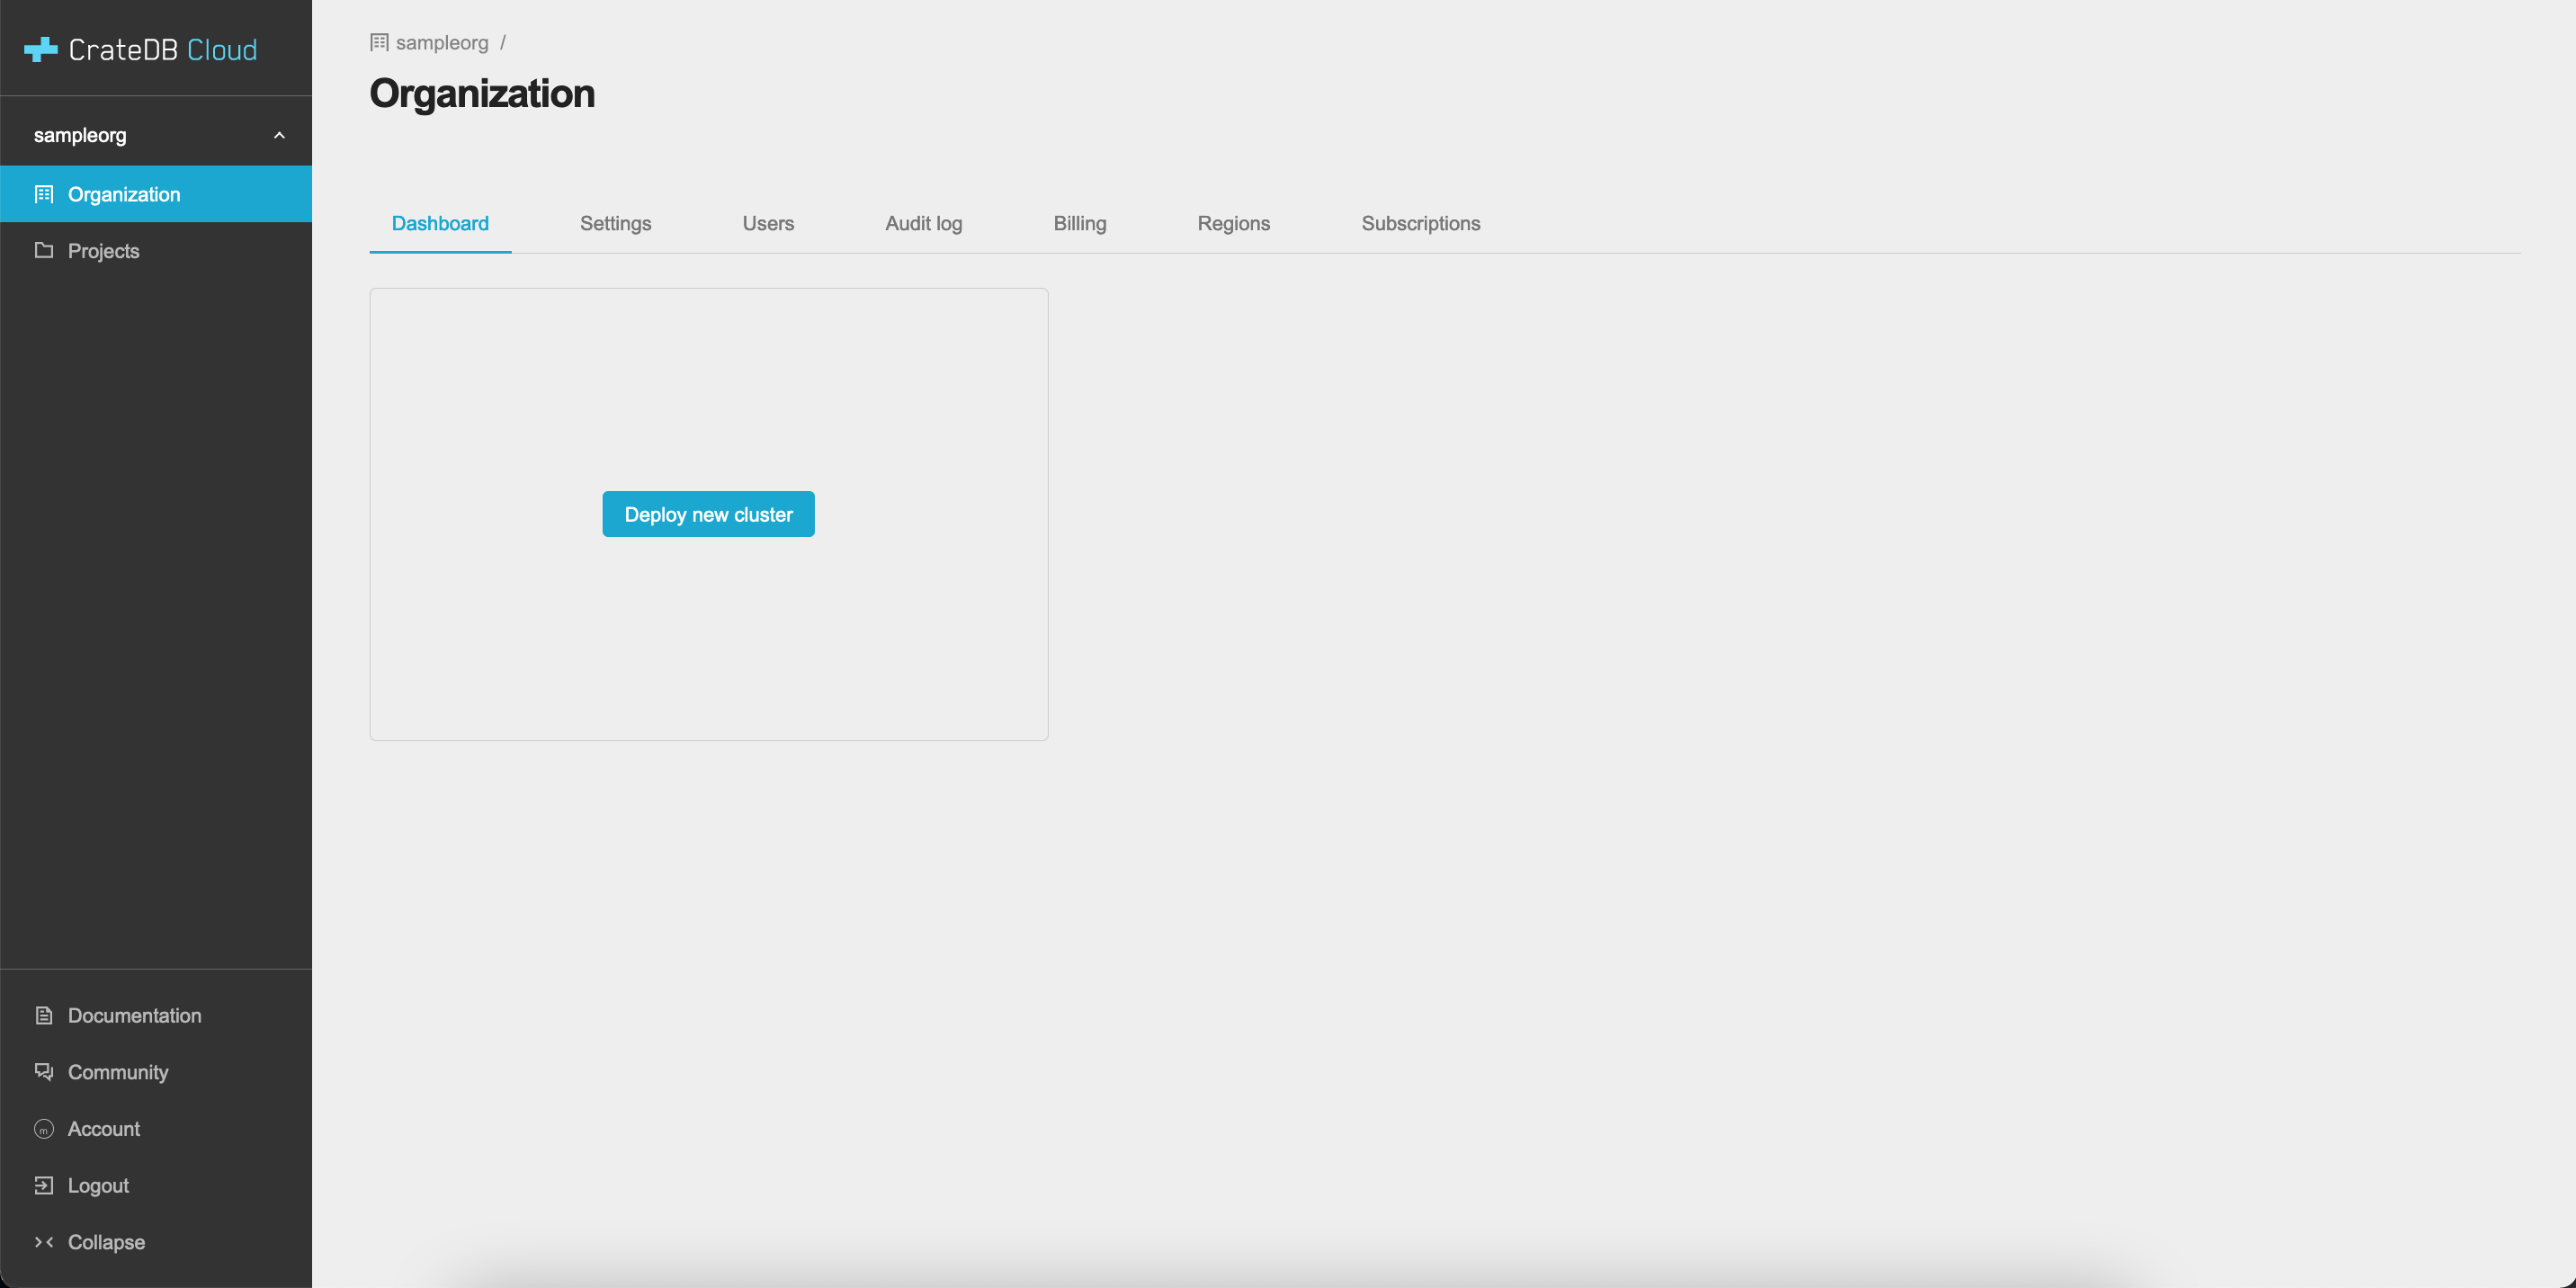 CrateDB Cloud
sampleorg
Organization
Projects
Documentation
Community
m
Account
Logout
Collapse
sampleorg /
Organization
Dashboard Settings Users Audit log Billing Regions Subscriptions
Deploy new cluster